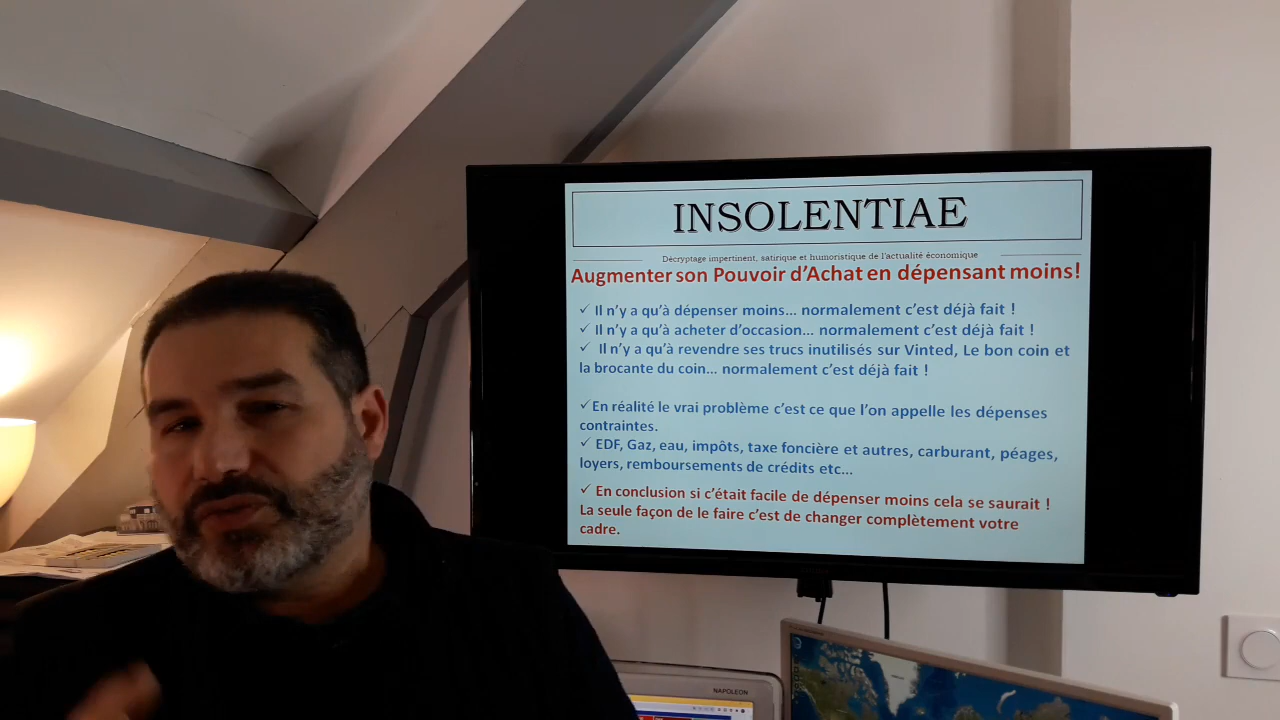 INSOLENTIAE
Décryptage impertinent, satirique et humoristique de l'actualité économique
Augmenter son Pouvoir d'Achat en dépensant moins!
✓ Il n'y a qu'à dépenser moins... normalement c'est déjà fait !
✓ Il n'y a qu'à acheter d'occasion... normalement c'est déjà fait !
✓ Il n'y a qu'à revendre ses trucs inutilisés sur Vinted, Le bon coin et
la brocante du coin... normalement c'est déjà fait !
✓ En réalité le vrai problème c'est ce que l'on appelle les dépenses
contraintes.
✓ EDF, Gaz, eau, impôts, taxe foncière et autres, carburant, péages,
loyers, remboursements de crédits etc...
✓ En conclusion si c'était facile de dépenser moins cela se saurait !
La seule façon de le faire c'est de changer complètement votre
cadre.
NAPOLEON